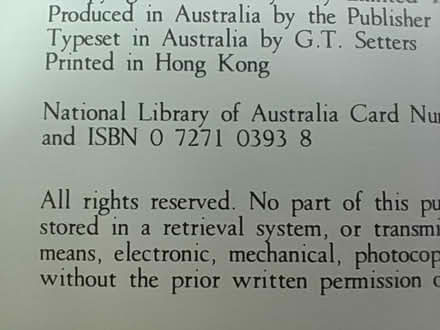 Produced in Australia by the Publisher
Typeset in Australia by G.T. Setters
Printed in Hong Kong
National Library of Australia Card
and ISBN 0 7271 0393 8
All rights reserved. No part of this
stored in a retrieval system, or
means, electronic, mechanical,
without the prior written permission